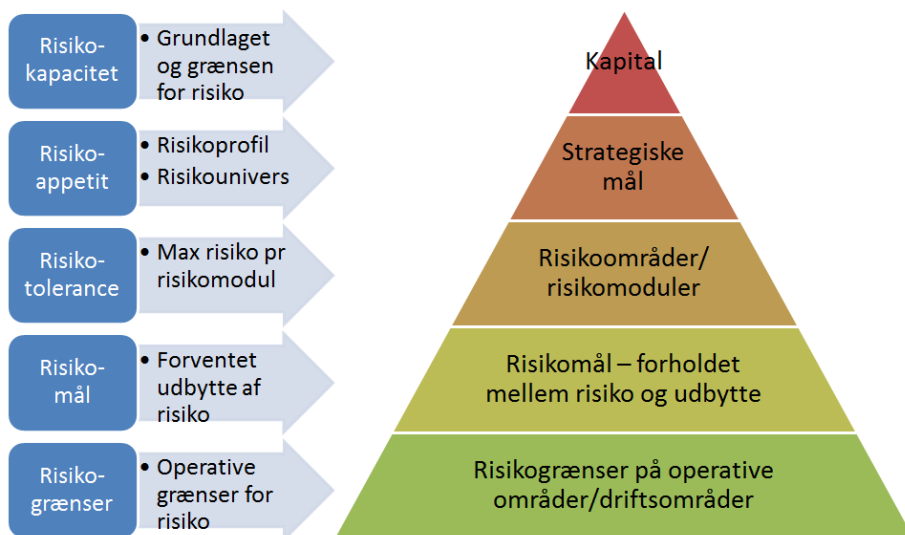 Risiko-
kapacitet
• Grundlaget
og grænsen
for risiko
Kapital
Risiko-
appetit
• Risikoprofil
• Risikounivers
Strategiske
mål
Risiko-
tolerance
• Max risiko pr
risikomodul
Risikoområder/
risikomoduler
Risiko-
mål
• Forventet
udbytte af
risiko
Risikomål – forholdet
mellem risiko og udbytte
Risiko-
grænser
• Operative
grænser for
risiko
Risikogrænser på operative
områder/driftsområder